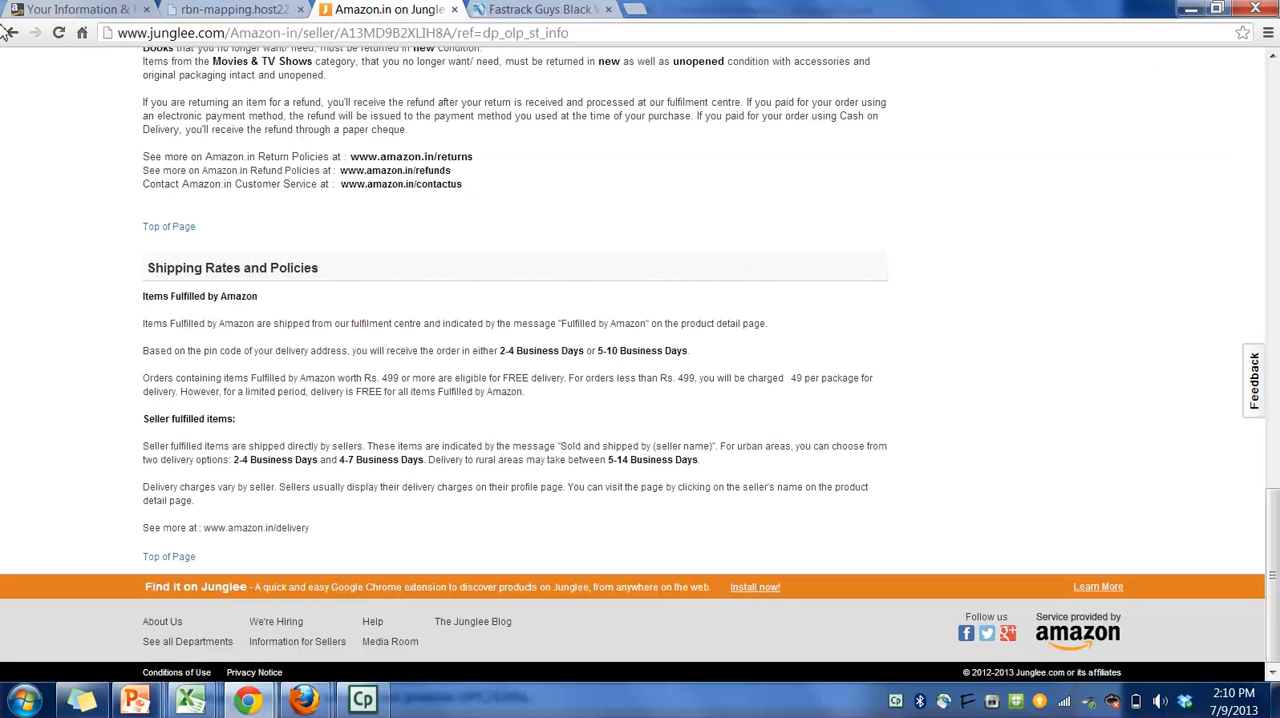 Your Information &
rbn-mapping.host22
Amazon.in on Jungle
Fastrack Guys Black W
www.junglee.com/Amazon-in/seller/A13MD9B2XLIH8A/ref=dp_olp_st_info
Books that you no longer want/ need, must be returned in new condition.
Items from the Movies & TV Shows category, that you no longer want/ need, must be returned in new as well as unopened condition with accessories and
original packaging intact and unopened.
If you are returning an item for a refund, you'll receive the refund after your return is received and processed at our fulfilment centre. If you paid for your order using
an electronic payment method, the refund will be issued to the payment method you used at the time of your purchase. If you paid for your order using Cash on
Delivery, you'll receive the refund through a paper cheque.
See more on Amazon.in Return Policies at : www.amazon.in/returns
See more on Amazon.in Refund Policies at : www.amazon.in/refunds
Contact Amazon.in Customer Service at : www.amazon.in/contactus
Top of Page
Shipping Rates and Policies
Items Fulfilled by Amazon
Items Fulfilled by Amazon are shipped from our fulfilment centre and indicated by the message "Fulfilled by Amazon" on the product detail page.
Based on the pin code of your delivery address, you will receive the order in either 2-4 Business Days or 5-10 Business Days.
Orders containing items Fulfilled by Amazon worth Rs. 499 or more are eligible for FREE delivery. For orders less than Rs. 499, you will be charged 49 per package for
delivery. However, for a limited period, delivery is FREE for all items Fulfilled by Amazon.
Seller fulfilled items:
Seller fulfilled items are shipped directly by sellers. These items are indicated by the message "Sold and shipped by (seller name)". For urban areas, you can choose from
two delivery options: 2-4 Business Days and 4-7 Business Days. Delivery to rural areas may take between 5-14 Business Days.
Delivery charges vary by seller. Sellers usually display their delivery charges on their profile page. You can visit the page by clicking on the seller's name on the product
detail page.
See more at : www.amazon.in/delivery
Top of Page
Feedback
Find it on Junglee - A quick and easy Google Chrome extension to discover products on Junglee, from anywhere on the web. Install now! Learn More
About Us We're Hiring Help The Junglee Blog
See all Departments Information for Sellers Media Room
Follow us
Service provided by
amazon
Conditions of Use Privacy Notice © 2012-2013 Junglee.com or its affiliates
Cp
2:10 PM
7/9/2013